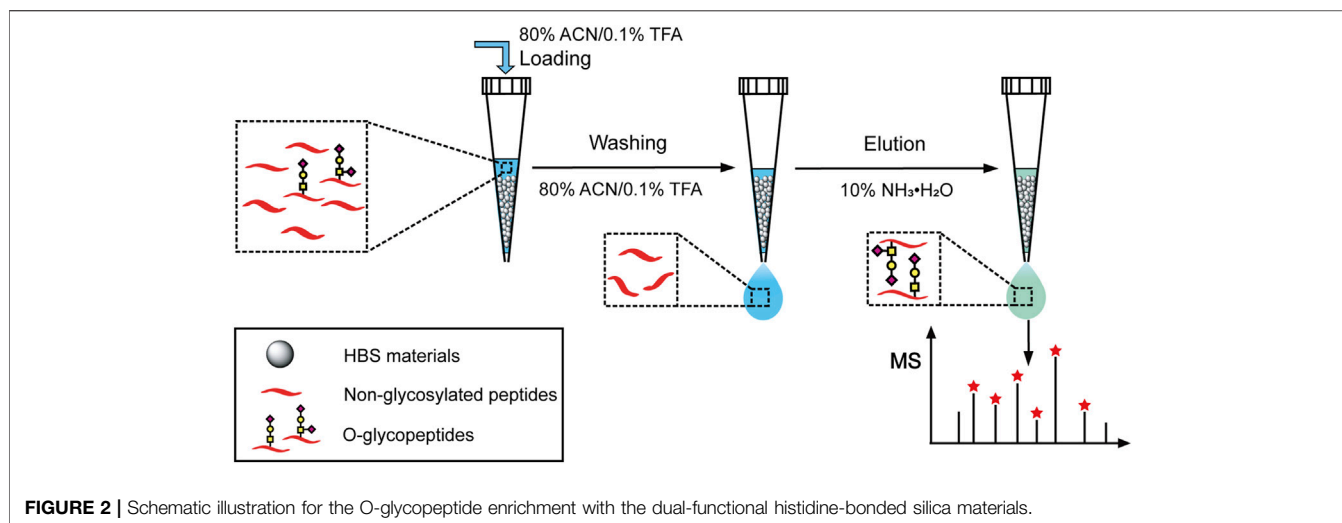 80% ACN/0.1% TFA
Loading
Washing
80% ACN/0.1% TFA
Elution
10% NH₃•H₂O
HBS materials
Non-glycosylated peptides
O-glycopeptides
MS
FIGURE 2 | Schematic illustration for the O-glycopeptide enrichment with the dual-functional histidine-bonded silica materials.